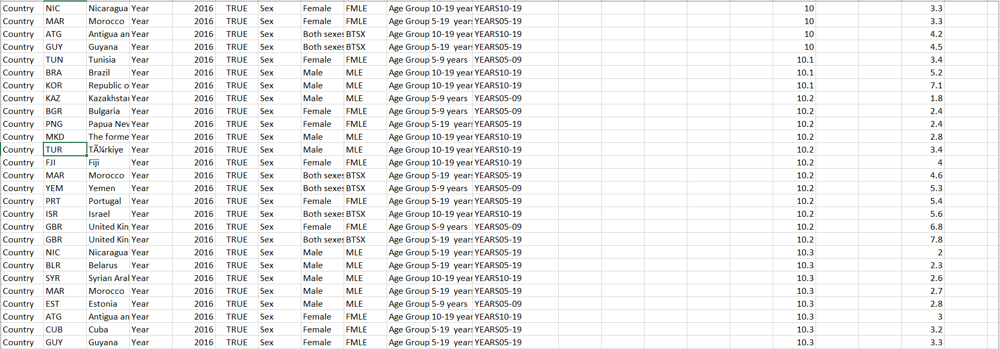 Country NIC Nicaragua Year 2016 TRUE Sex Female FMLE Age Group 10-19 year YEARS10-19 10 3.3
Country MAR Morocco Year 2016 TRUE Sex Female FMLE Age Group 5-19 years YEARS05-19 10 3.3
Country ATG Antigua an Year 2016 TRUE Sex Both sexes BTSX Age Group 10-19 year YEARS10-19 10 4.2
Country GUY Guyana Year 2016 TRUE Sex Both sexes BTSX Age Group 5-19 years YEARS05-19 10 4.5
Country TUN Tunisia Year 2016 TRUE Sex Female FMLE Age Group 5-9 years YEARS05-09 10.1 3.4
Country BRA Brazil Year 2016 TRUE Sex Male MLE Age Group 10-19 year YEARS10-19 10.1 5.2
Country KOR Republic o Year 2016 TRUE Sex Male MLE Age Group 10-19 year YEARS10-19 10.1 7.1
Country KAZ Kazakhstan Year 2016 TRUE Sex Male MLE Age Group 5-9 years YEARS05-09 10.2 1.8
Country BGR Bulgaria Year 2016 TRUE Sex Female FMLE Age Group 5-9 years YEARS05-09 10.2 2.4
Country PNG Papua New Year 2016 TRUE Sex Female FMLE Age Group 5-19 years YEARS05-19 10.2 2.4
Country MKD The forme Year 2016 TRUE Sex Male MLE Age Group 10-19 year YEARS10-19 10.2 2.8
Country TUR TÃ¼rkiye Year 2016 TRUE Sex Male MLE Age Group 10-19 year YEARS10-19 10.2 3.4
Country FJI Fiji Year 2016 TRUE Sex Female FMLE Age Group 10-19 year YEARS10-19 10.2 4
Country MAR Morocco Year 2016 TRUE Sex Both sexes BTSX Age Group 5-19 years YEARS05-19 10.2 4.6
Country YEM Yemen Year 2016 TRUE Sex Both sexes BTSX Age Group 5-9 years YEARS05-09 10.2 5.3
Country PRT Portugal Year 2016 TRUE Sex Female FMLE Age Group 5-19 years YEARS05-19 10.2 5.4
Country ISR Israel Year 2016 TRUE Sex Both sexes BTSX Age Group 10-19 year YEARS10-19 10.2 5.6
Country GBR United Kin Year 2016 TRUE Sex Female FMLE Age Group 5-9 years YEARS05-09 10.2 6.8
Country GBR United Kin Year 2016 TRUE Sex Both sexes BTSX Age Group 5-19 years YEARS05-19 10.2 7.8
Country NIC Nicaragua Year 2016 TRUE Sex Male MLE Age Group 5-19 years YEARS05-19 10.3 2
Country BLR Belarus Year 2016 TRUE Sex Male MLE Age Group 5-19 years YEARS05-19 10.3 2.3
Country SYR Syrian Aral Year 2016 TRUE Sex Male MLE Age Group 10-19 year YEARS10-19 10.3 2.6
Country MAR Morocco Year 2016 TRUE Sex Male MLE Age Group 5-19 years YEARS05-19 10.3 2.7
Country EST Estonia Year 2016 TRUE Sex Male MLE Age Group 5-9 years YEARS05-09 10.3 2.8
Country ATG Antigua an Year 2016 TRUE Sex Female FMLE Age Group 10-19 year YEARS10-19 10.3 3
Country CUB Cuba Year 2016 TRUE Sex Female FMLE Age Group 5-19 years YEARS05-19 10.3 3.2
Country GUY Guyana Year 2016 TRUE Sex Female FMLE Age Group 5-19 years YEARS05-19 10.3 3.3